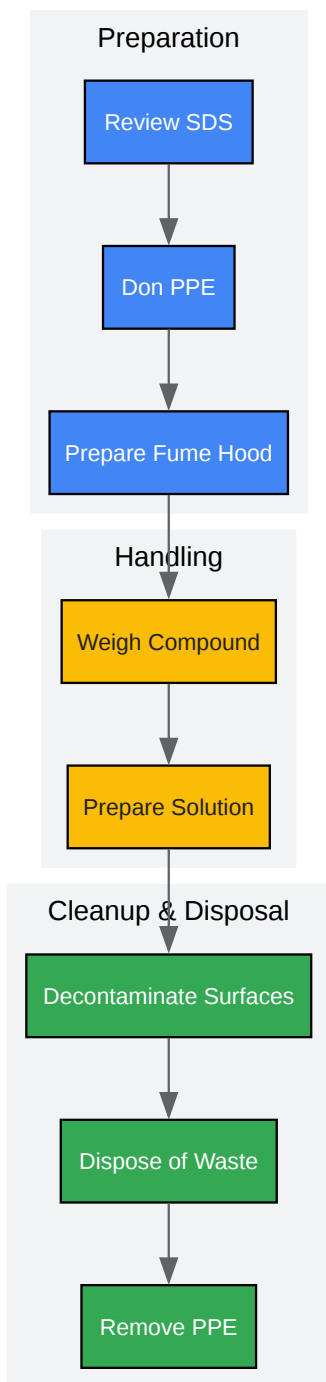 Preparation
Review SDS
Don PPE
Prepare Fume Hood
Handling
Weigh Compound
Prepare Solution
Cleanup & Disposal
Decontaminate Surfaces
Dispose of Waste
Remove PPE